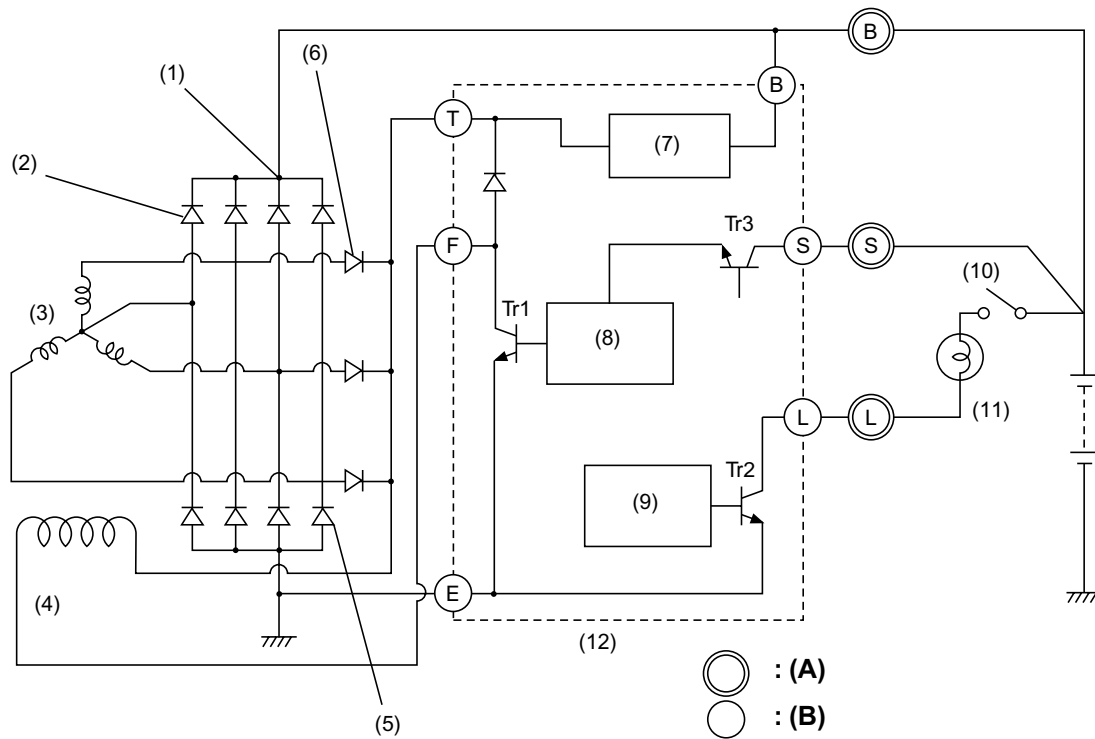 B
(6)
(1)
B
T
(7)
(2)
Tr3
F
S
S
(10)
Tr1
(3)
(8)
L
L
(11)
Tr2
(9)
E
(4)
(12)
: (A)
: (B)
(5)